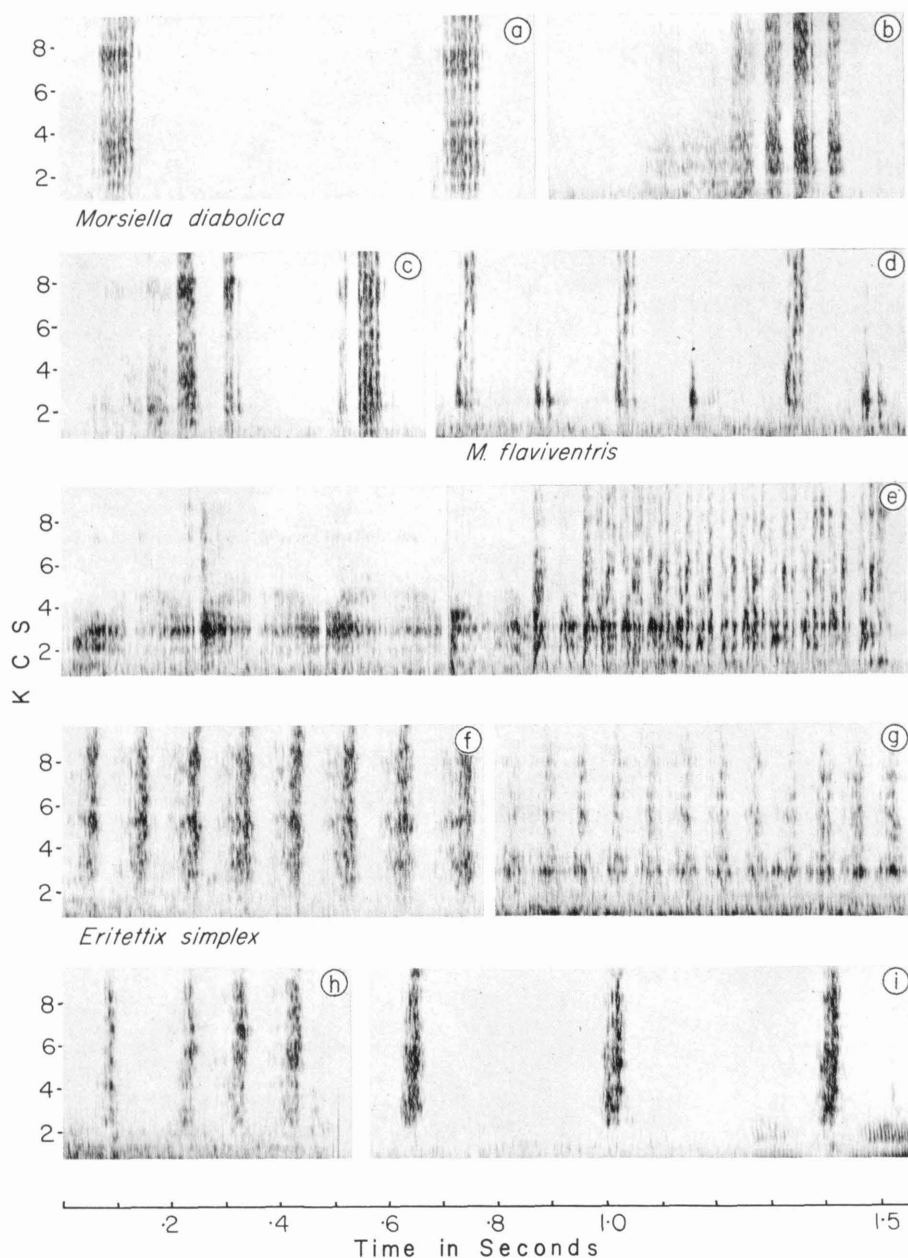 8-
6-
4-
2-
a
b
Morsiella diabolica
8-
6-
4-
2-
c
d
M. flaviventris
8-
6-
4-
2-
e
K C S
8-
6-
4-
2-
f
g
Eritettix simplex
8-
6-
4-
2-
h
i
.2 .4 .6 .8 1.0 1.5
Time in Seconds